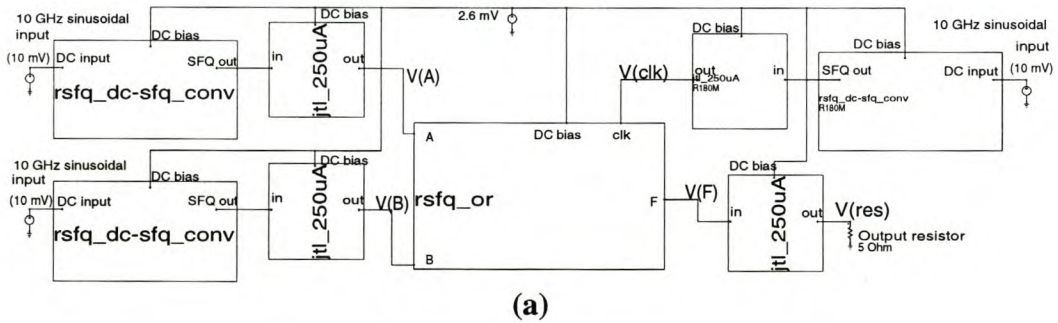 10 GHz sinusoidal
input
(10 mV)
DC bias
DC input
SFQ out
rsfq_dc-sfq_conv
DC bias
in
out
jtl_250uA
V(A)
2.6 mV
V(clk)
DC bias
out
in
jtl_250uA
R180M
DC bias
SFQ out
DC input
rsfq_dc-sfq_conv
R180M
10 GHz sinusoidal
input
(10 mV)
10 GHz sinusoidal
input
(10 mV)
DC bias
DC input
SFQ out
rsfq_dc-sfq_conv
DC bias
in
out
jtl_250uA
V(B)
A
DC bias
clk
rsfq_or
F
B
V(F)
DC bias
in
out
jtl_250uA
V(res)
Output resistor
5 Ohm
(a)